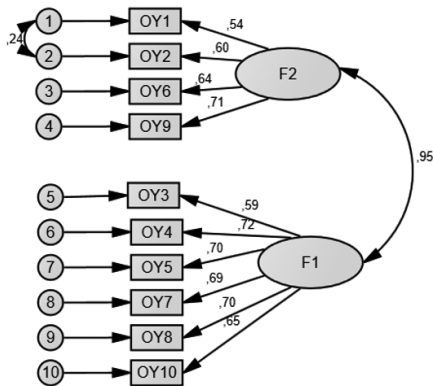 1 OY1 ,54
,24
2 OY2 ,60
F2
3 OY6 ,64
4 OY9 ,71
,95
5 OY3 ,59
6 OY4 ,72
7 OY5 ,70
F1
8 OY7 ,69
9 OY8 ,70
10 OY10 ,65